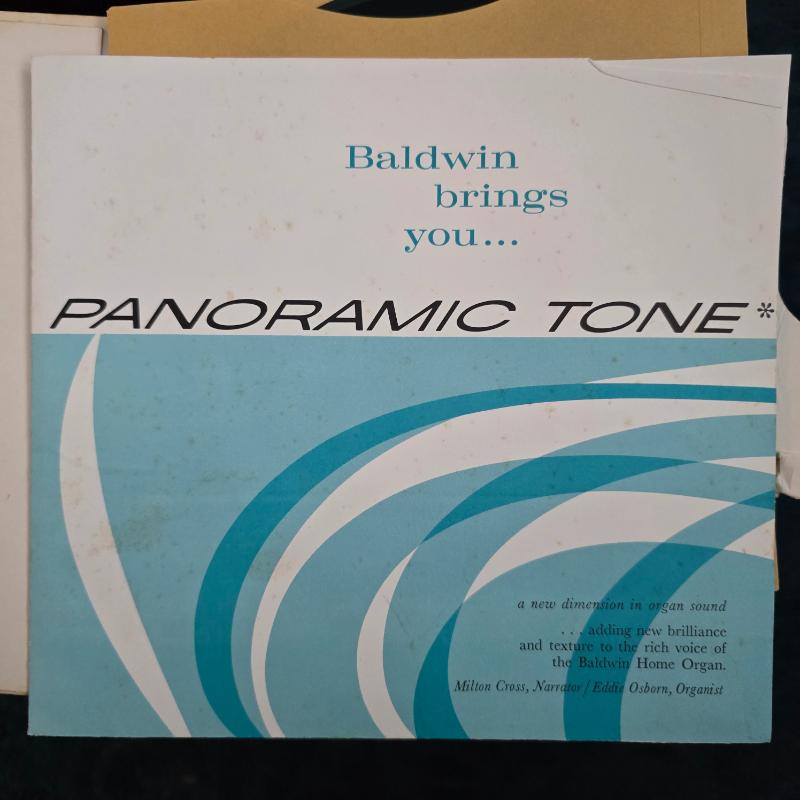 Baldwin
brings
you...
PANORAMIC TONE*
a new dimension in organ sound
... adding new brilliance
and texture to the rich voice of
the Baldwin Home Organ.
Milton Cross, Narrator/Eddie Osborn, Organist